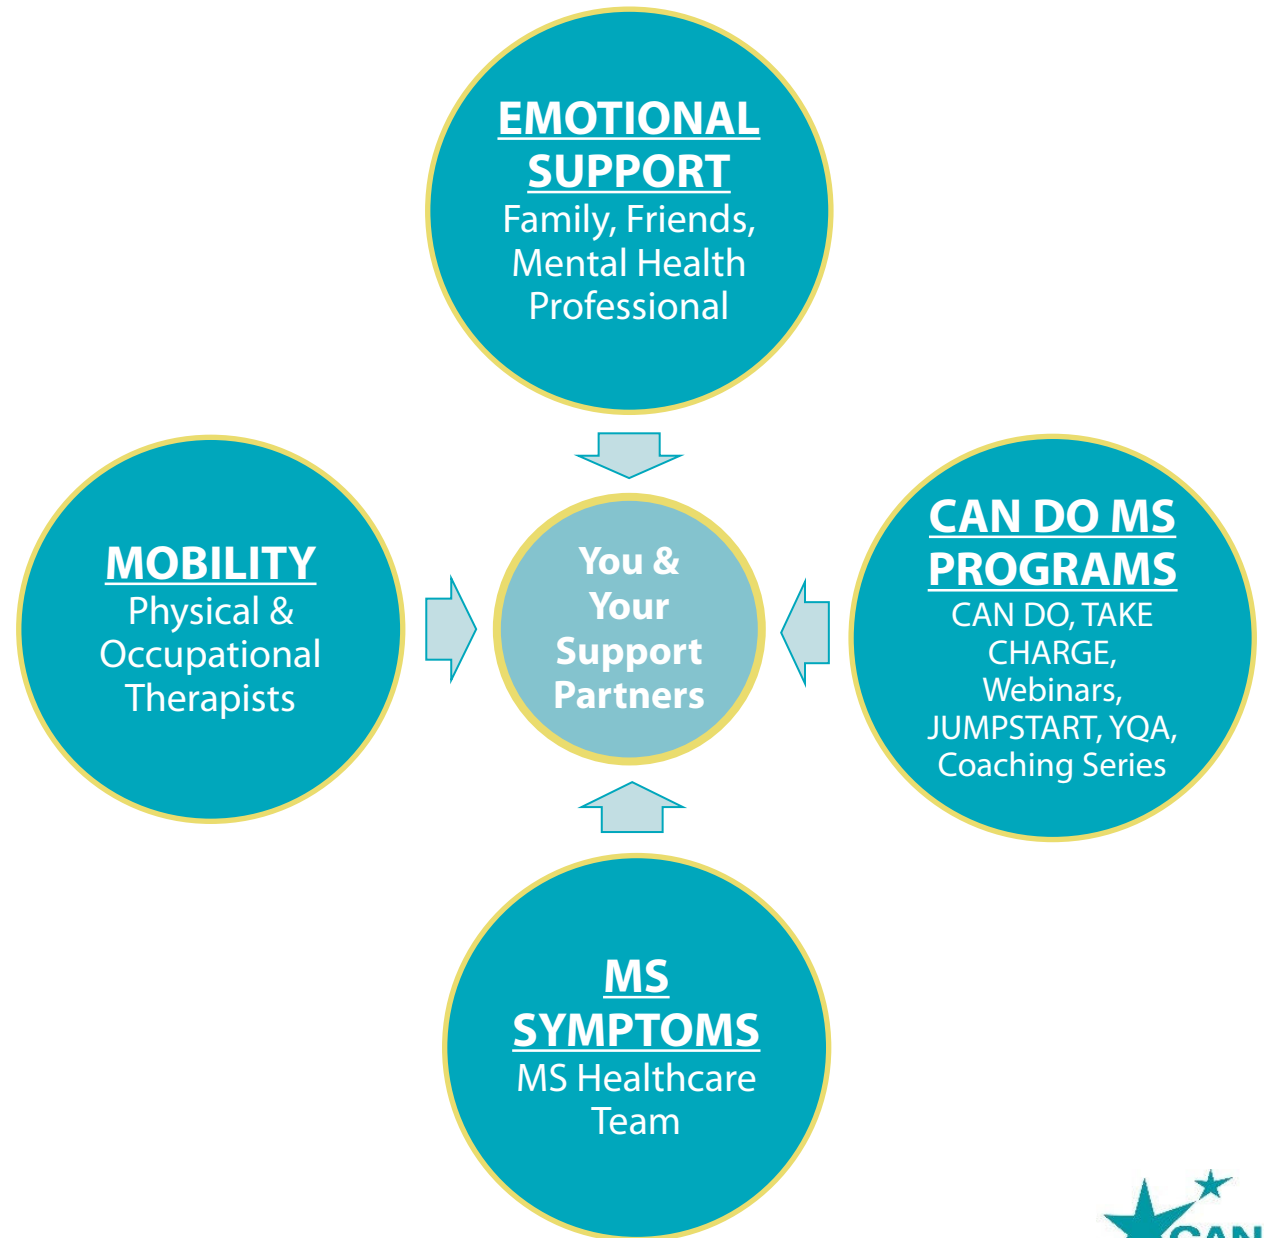 EMOTIONAL
SUPPORT
Family, Friends,
Mental Health
Professional
MOBILITY
Physical &
Occupational
Therapists
You &
Your
Support
Partners
CAN DO MS
PROGRAMS
CAN DO, TAKE
CHARGE,
Webinars,
JUMPSTART, YQA,
Coaching Series
MS
SYMPTOMS
MS Healthcare
Team
CAN